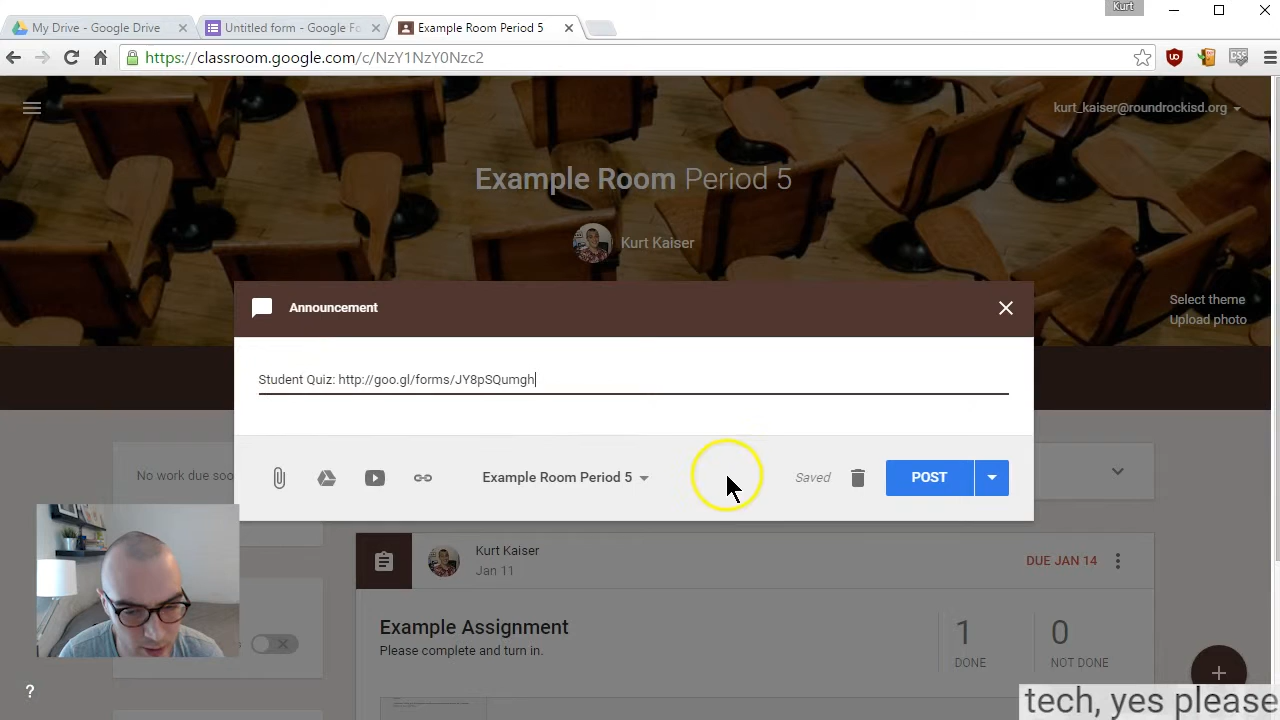 Kurt
My Drive - Google Drive
Untitled form - Google Fo
Example Room Period 5
https://classroom.google.com/c/NzY1NzY0Nzc2
kurt_kaiser@roundrockisd.org
Example Room Period 5
Kurt Kaiser
Select theme
Upload photo
Announcement
Student Quiz: http://goo.gl/forms/JY8pSQumgh
No work due soo
Example Room Period 5
Saved
POST
Kurt Kaiser
Jan 11
DUE JAN 14
Example Assignment
Please complete and turn in.
1
DONE
0
NOT DONE
?
tech, yes please